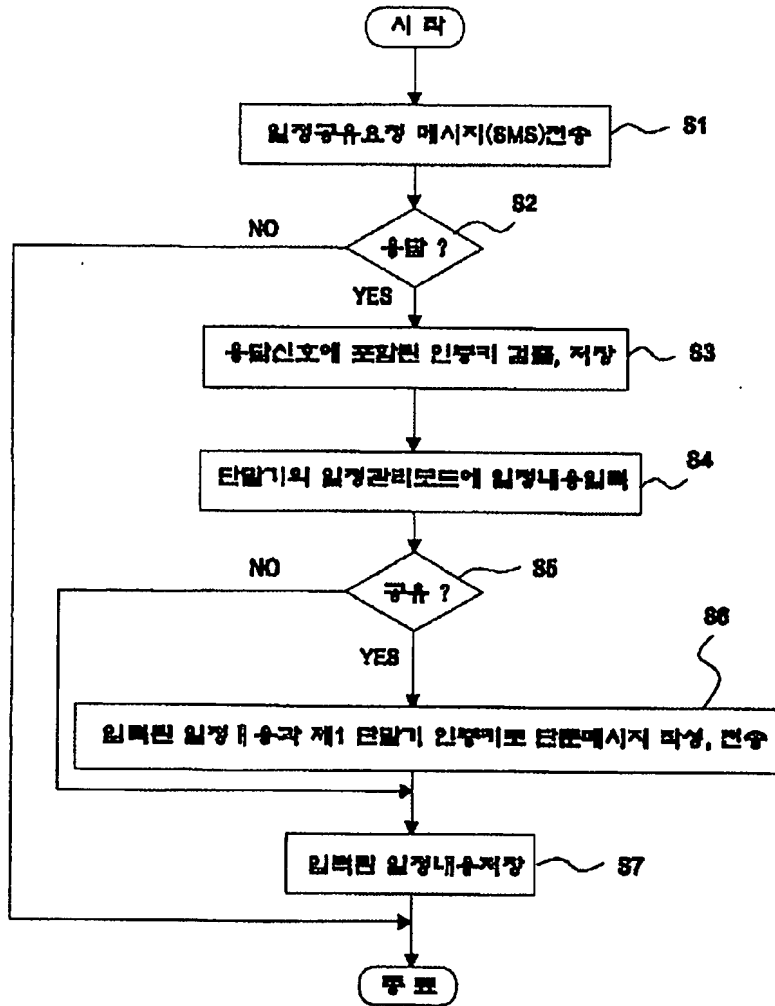 시 작
일정공유요청 메시지(SMS)전송
S1
S2
NO
응답 ?
YES
응답신호에 포함된 인증키 검출, 저장
S3
단말기의 일정관리모드에 일정내용입력
S4
NO
공유 ?
S5
YES
S6
입력된 일정내용과 제1 단말기 인증키로 단문메시지 작성, 전송
입력된 일정내용저장
S7
종 료